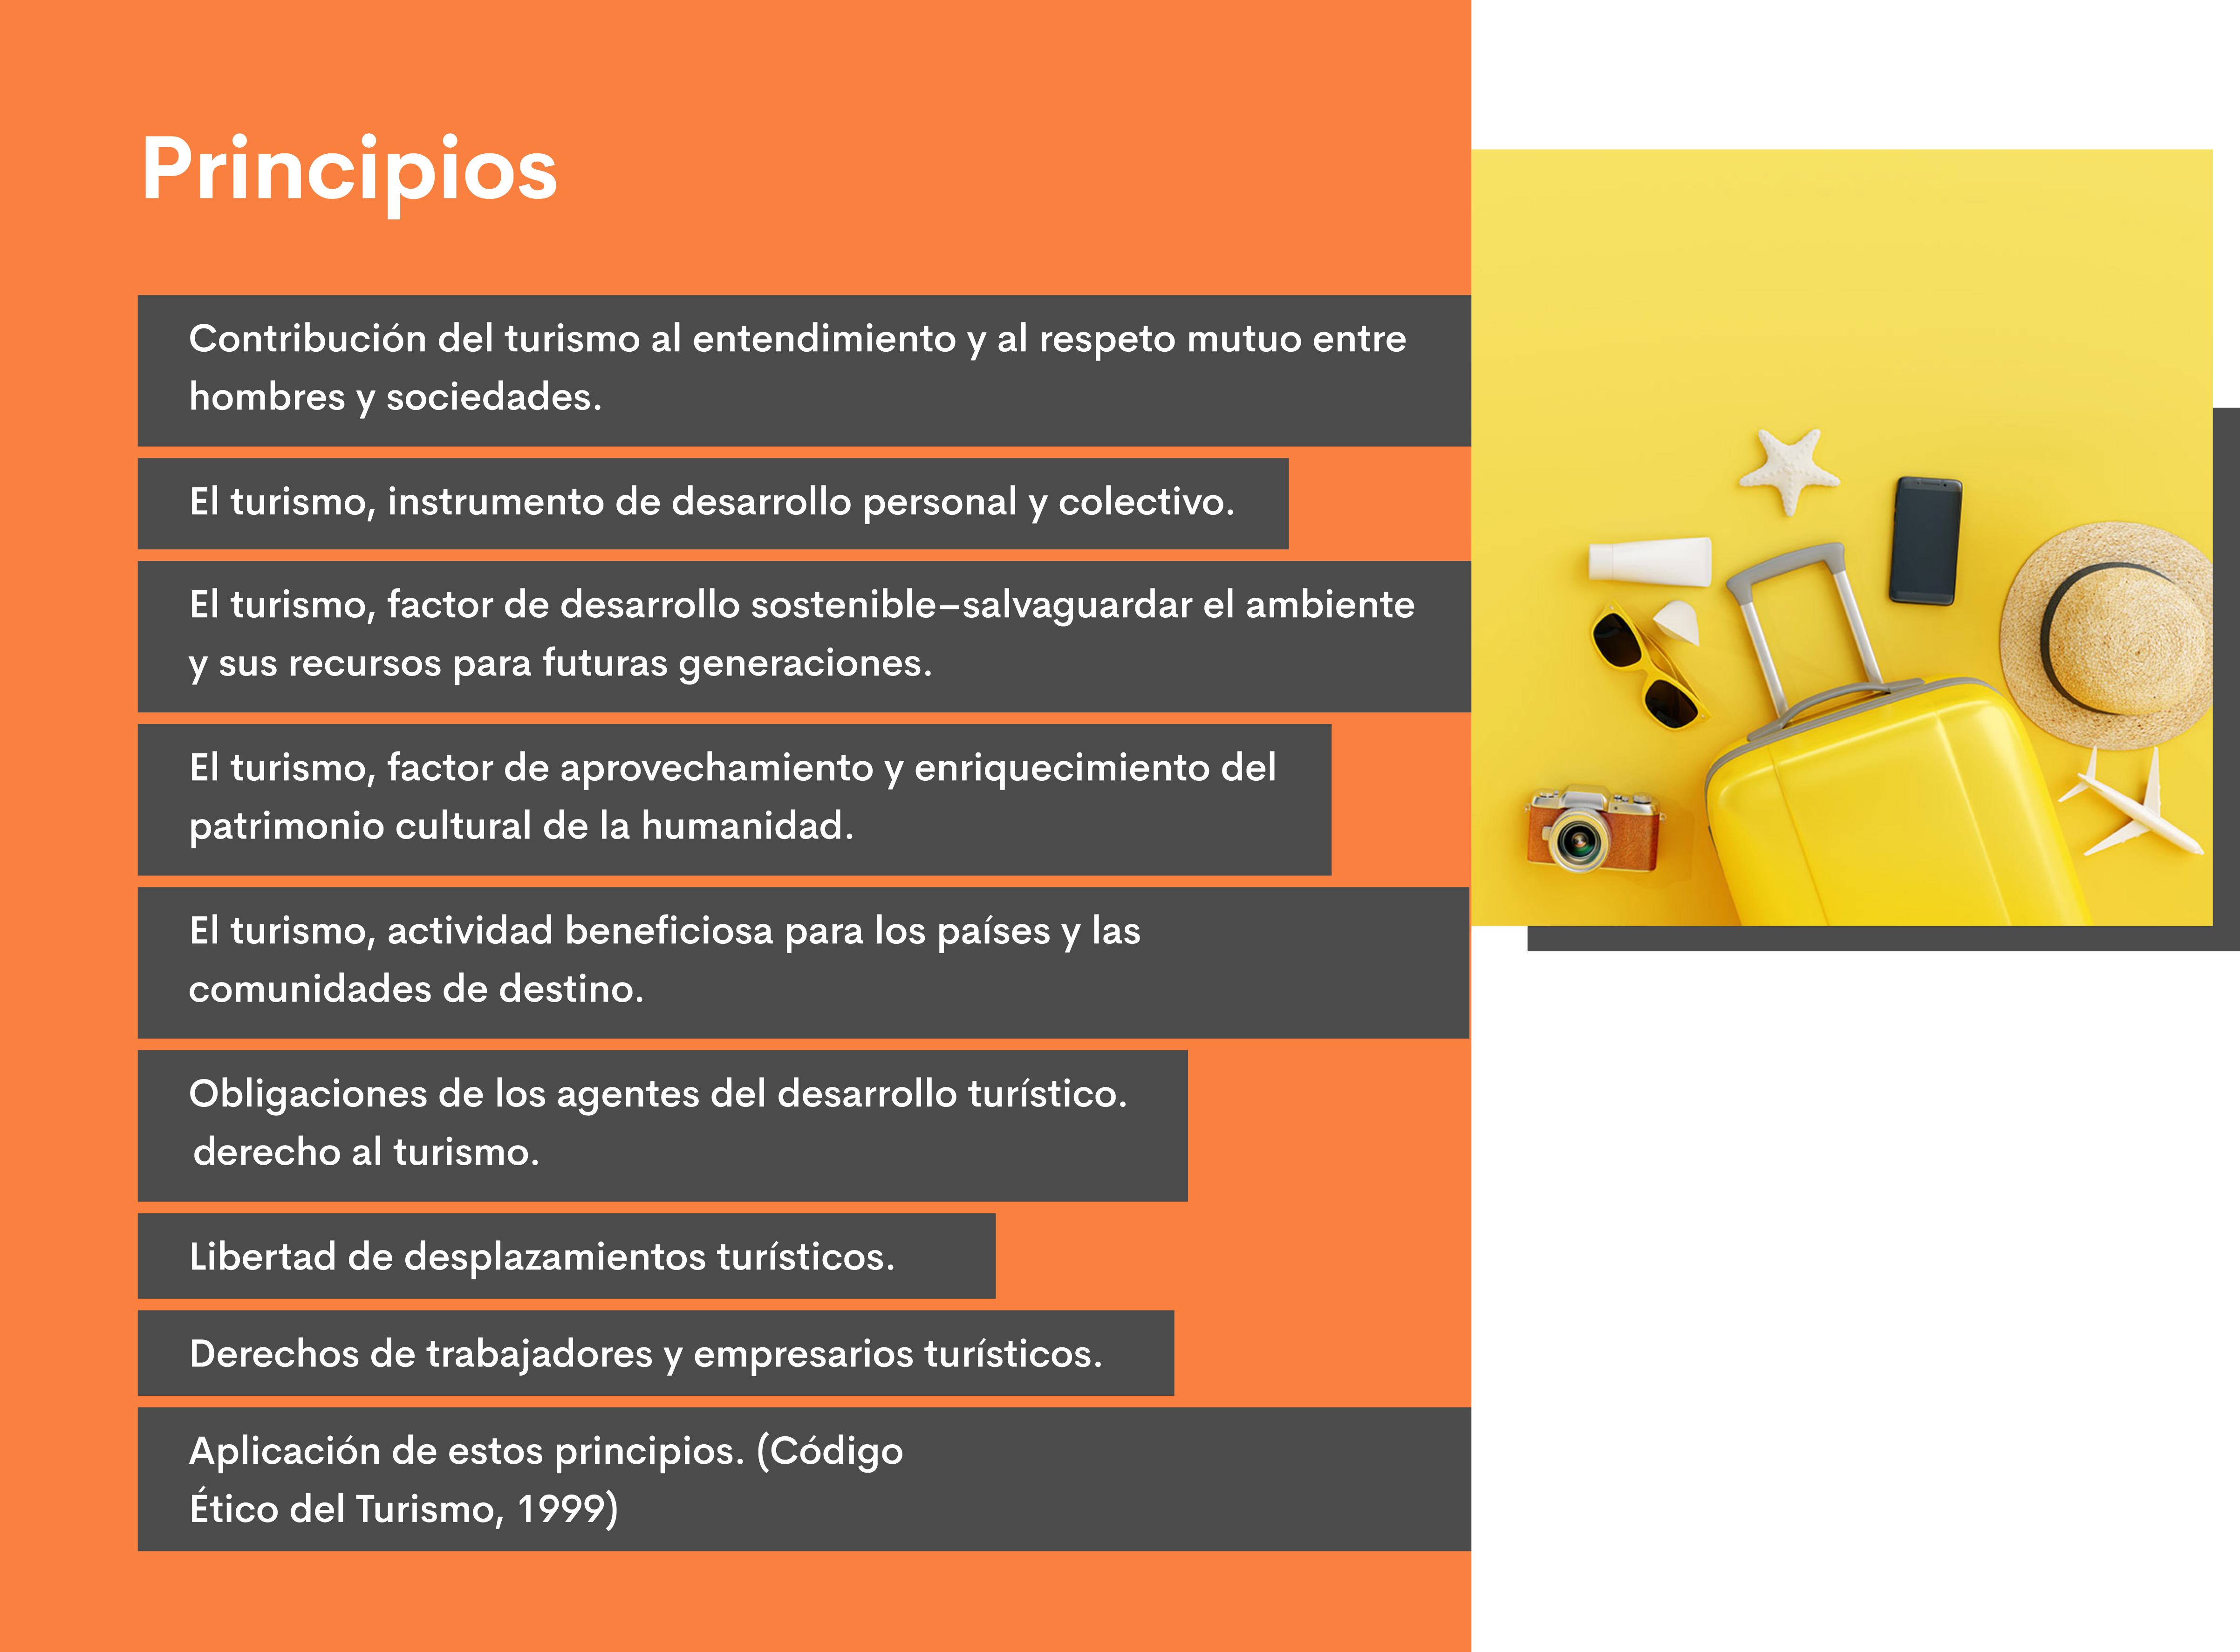 Principios
Contribución del turismo al entendimiento y al respeto mutuo entre
hombres y sociedades.
El turismo, instrumento de desarrollo personal y colectivo.
El turismo, factor de desarrollo sostenible–salvaguardar el ambiente
y sus recursos para futuras generaciones.
El turismo, factor de aprovechamiento y enriquecimiento del
patrimonio cultural de la humanidad.
El turismo, actividad beneficiosa para los países y las
comunidades de destino.
Obligaciones de los agentes del desarrollo turístico.
derecho al turismo.
Libertad de desplazamientos turísticos.
Derechos de trabajadores y empresarios turísticos.
Aplicación de estos principios. (Código
Ético del Turismo, 1999)